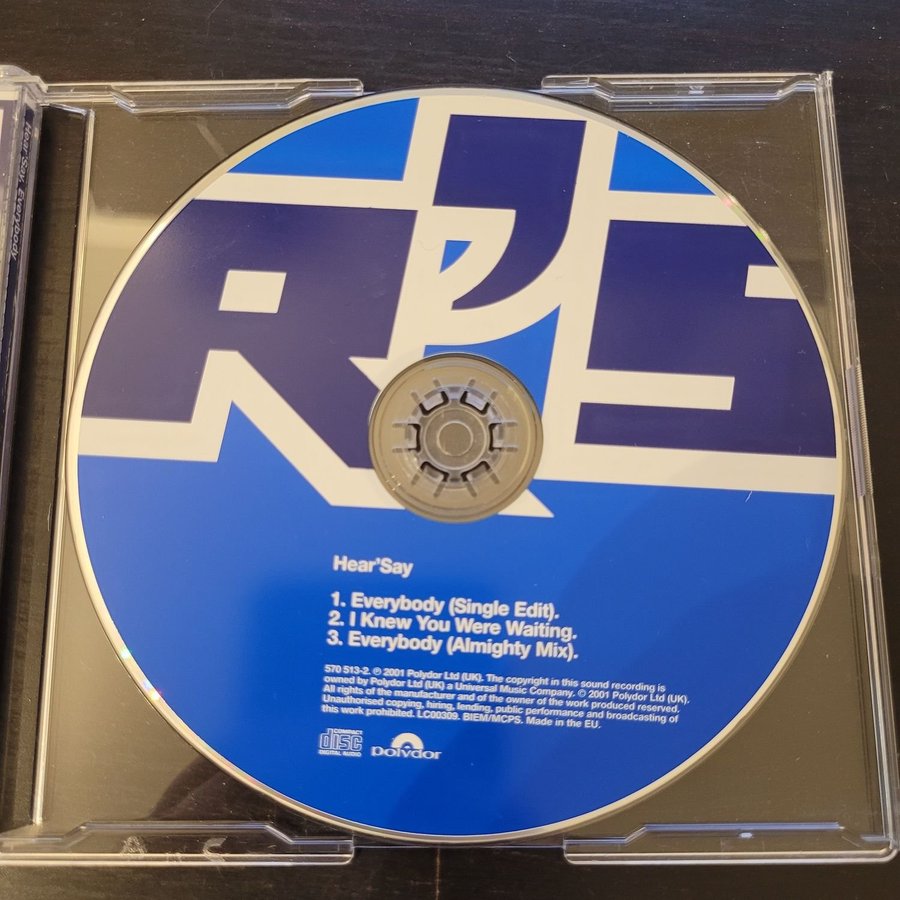 Hear'Say, Everybody
R'S
Hear'Say
1. Everybody (Single Edit).
2. I Knew You Were Waiting.
3. Everybody (Almighty Mix).
570 513-2. ℗ 2001 Polydor Ltd (UK). The copyright in this sound recording is
owned by Polydor Ltd (UK) a Universal Music Company. © 2001 Polydor Ltd (UK).
All rights of the manufacturer and of the owner of the work produced reserved.
Unauthorised copying, hiring, lending, public performance and broadcasting of
this work prohibited. LC00309. BIEM/MCPS. Made in the EU.
COMPACT
disc
DIGITAL AUDIO
polydor